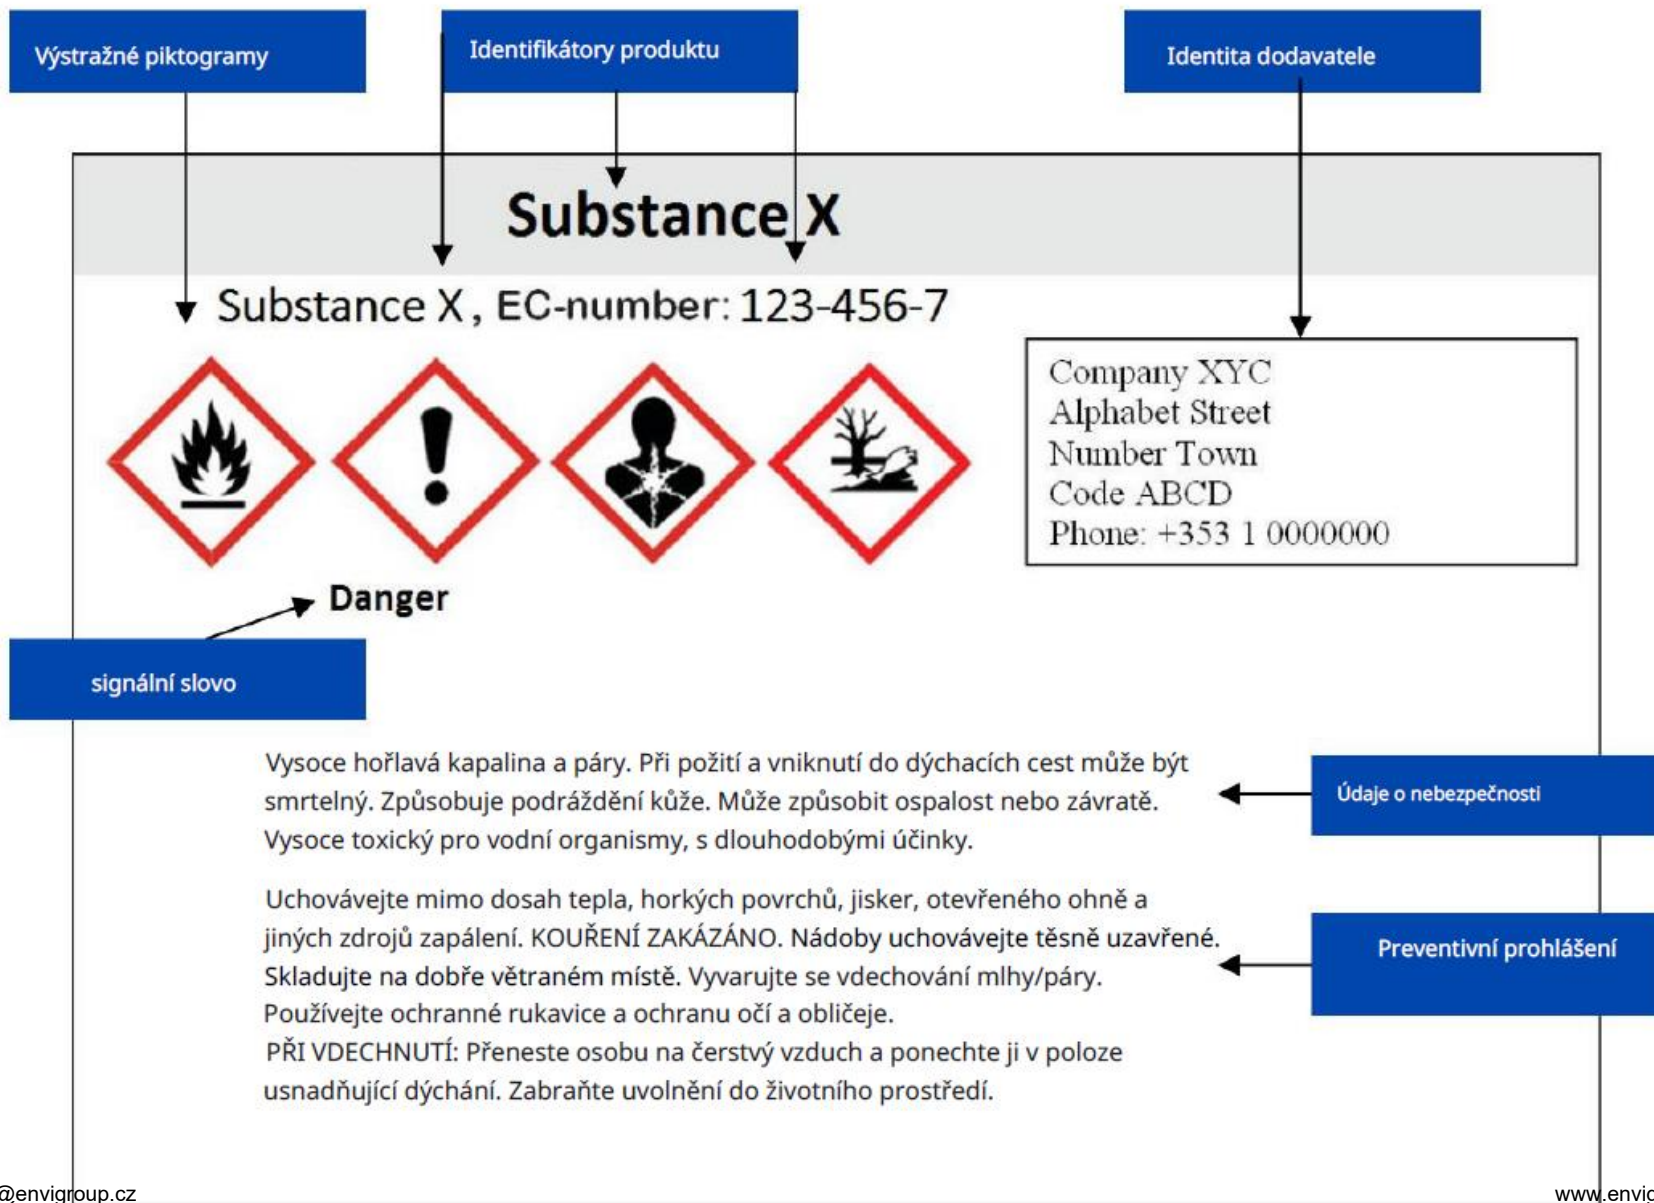 Výstražné piktogramy
Identifikátory produktu
Identita dodavatele
Substance X
Substance X, EC-number: 123-456-7
Company XYC
Alphabet Street
Number Town
Code ABCD
Phone: +353 1 0000000
Danger
signální slovo
Vysoce hořlavá kapalina a páry. Při požití a vniknutí do dýchacích cest může být
smrtelný. Způsobuje podráždění kůže. Může způsobit ospalost nebo závratě.
Vysoce toxický pro vodní organismy, s dlouhodobými účinky.
Údaje o nebezpečnosti
Uchovávejte mimo dosah tepla, horkých povrchů, jisker, otevřeného ohně a
jiných zdrojů zapálení. KOUŘENÍ ZAKÁZÁNO. Nádoby uchovávejte těsně uzavřené.
Skladujte na dobře větraném místě. Vyvarujte se vdechování mlhy/páry.
Používejte ochranné rukavice a ochranu očí a obličeje.
PŘI VDECHNUTÍ: Přeneste osobu na čerstvý vzduch a ponechte ji v poloze
usnadňující dýchání. Zabraňte uvolnění do životního prostředí.
Preventivní prohlášení
@envigroup.cz
www.envig